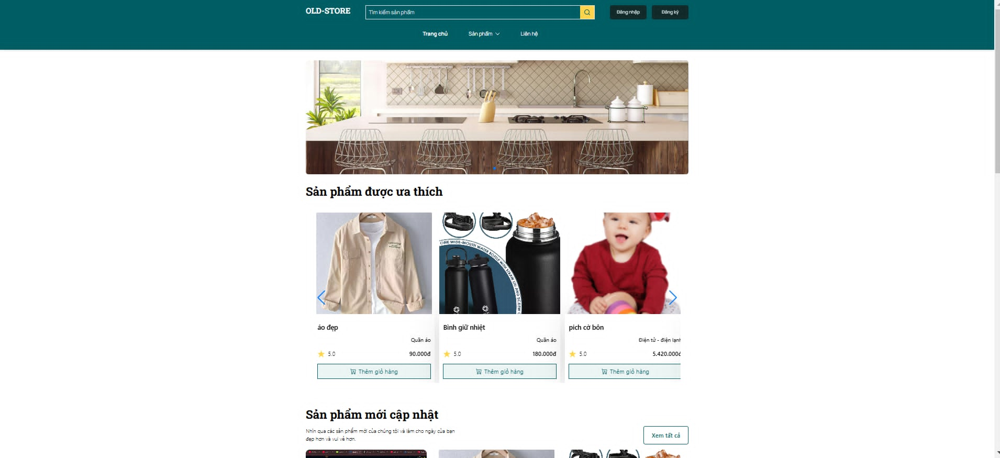 OLD-STORE
Tìm kiếm sản phẩm
Đăng nhập
Đăng ký
Trang chủ
Sản phẩm
Liên hệ
Sản phẩm được ưa thích
ONE WIDE-MOUTH WATER BOTTLE WITH STRAW LID AND SCREW
áo đẹp
Quần áo
5.0
90.000đ
Thêm giỏ hàng
Bình giữ nhiệt
Quần áo
5.0
180.000đ
Thêm giỏ hàng
pich cờ bôn
Điện tử - điện lạnh
5.0
5.420.000đ
Thêm giỏ hàng
Sản phẩm mới cập nhật
Nhìn qua các sản phẩm mới của chúng tôi và làm cho ngày của bạn
đẹp hơn và vui vẻ hơn.
Xem tất cả